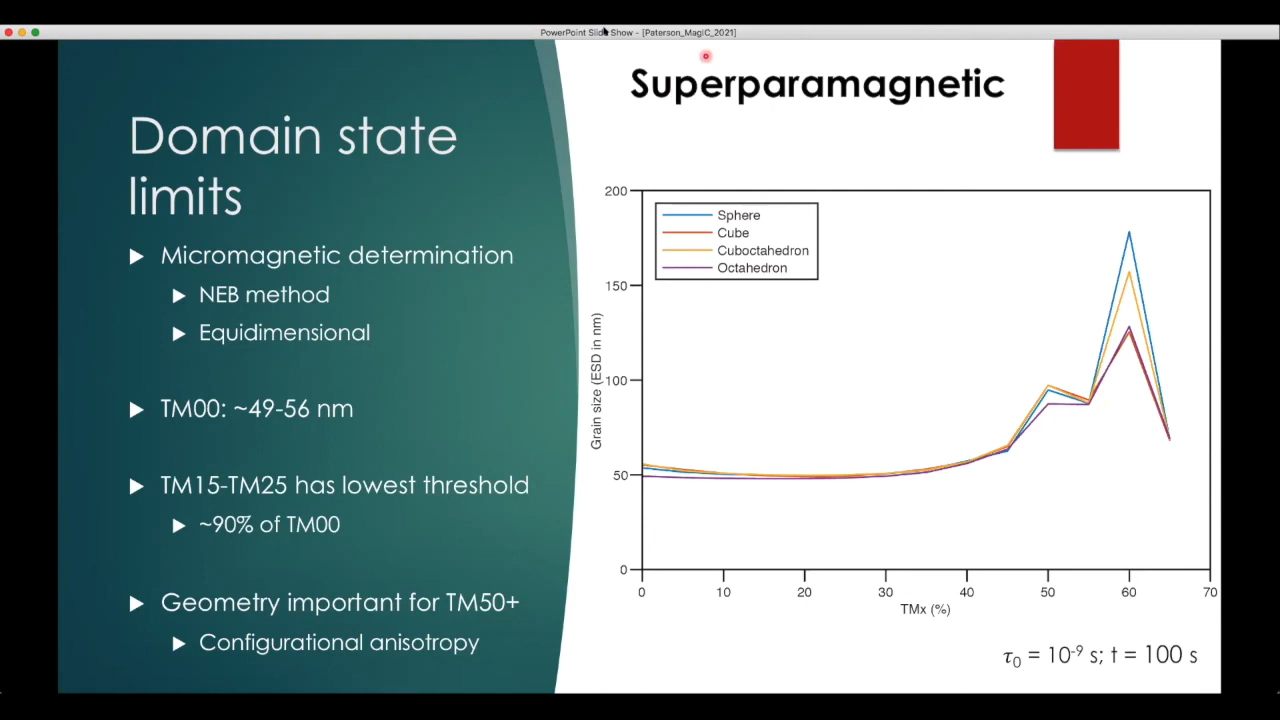 PowerPoint Slide Show - [Paterson_MagIC_2021]
Domain state
limits
▶ Micromagnetic determination
▶ NEB method
▶ Equidimensional
▶ TM00: ~49-56 nm
▶ TM15-TM25 has lowest threshold
▶ ~90% of TM00
▶ Geometry important for TM50+
▶ Configurational anisotropy
Superparamagnetic
Sphere
Cube
Cuboctahedron
Octahedron
Grain size (ESD in nm)
200
150
100
50
0
0 10 20 30 40 50 60 70
TMx (%)
τ₀ = 10⁻⁹ s; t = 100 s